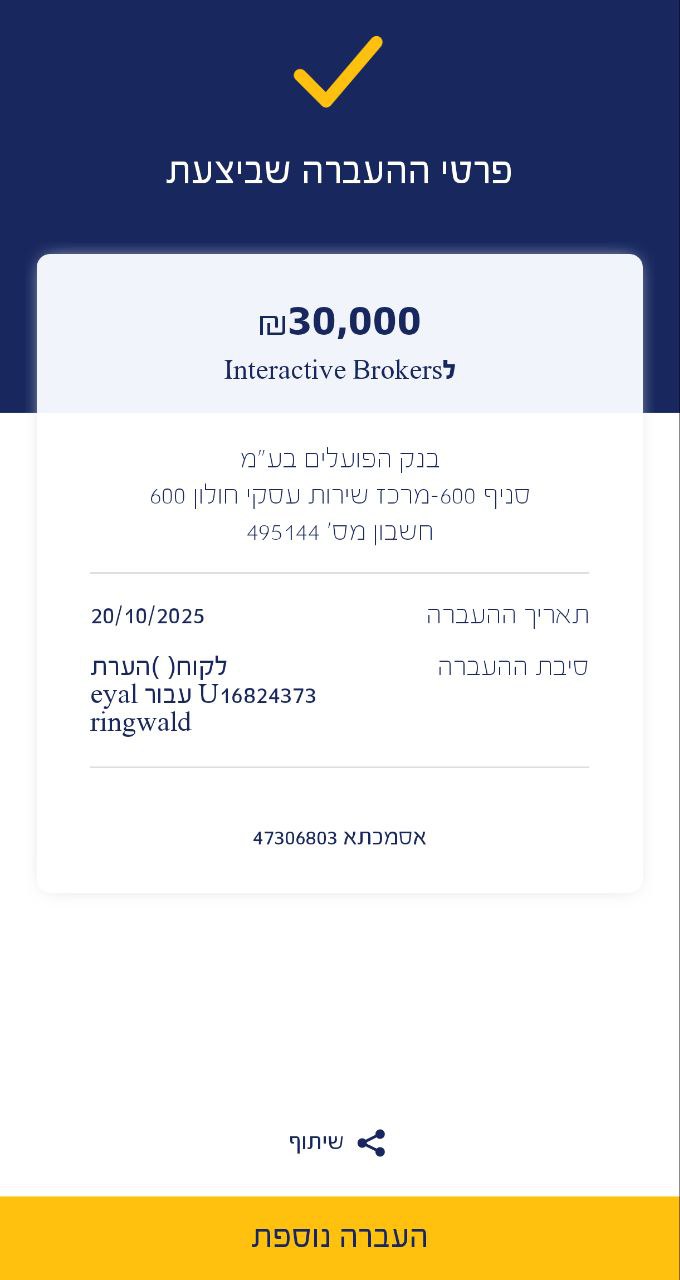 פרטי ההעברה שביצעת
₪30,000
לInteractive Brokers
בנק הפועלים בע"מ
סניף 600-מרכז שירות עסקי חולון 600
חשבון מס' 495144
תאריך ההעברה 20/10/2025
סיבת ההעברה לקוח( )הערת
U16824373 עבור eyal
ringwald
אסמכתא 47306803
שיתוף
העברה נוספת